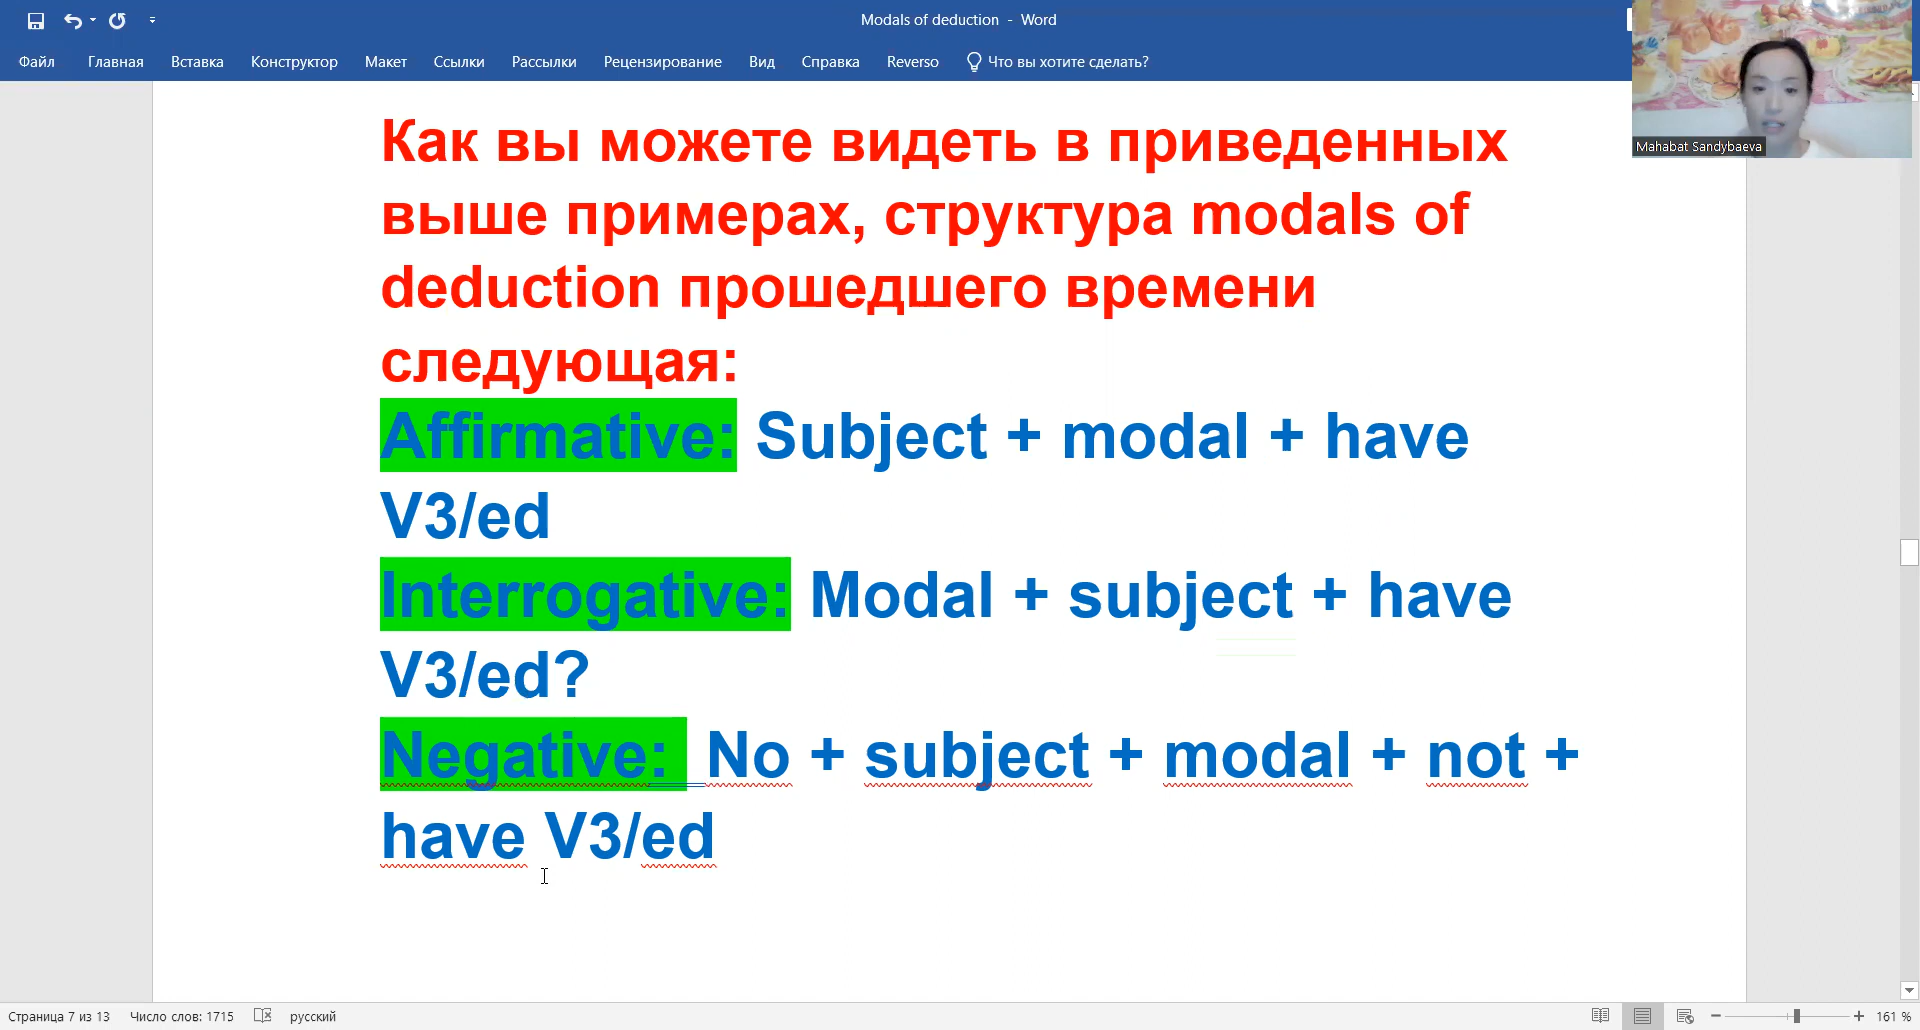 Modals of deduction - Word
Файл Главная Вставка Конструктор Макет Ссылки Рассылки Рецензирование Вид Справка Reverso Что вы хотите сделать?
Mahabat Sandybaeva
Как вы можете видеть в приведенных
выше примерах, структура modals of
deduction прошедшего времени
следующая:
Affirmative: Subject + modal + have
V3/ed
Interrogative: Modal + subject + have
V3/ed?
Negative: No + subject + modal + not +
have V3/ed
Страница 7 из 13 Число слов: 1715 русский 161 %